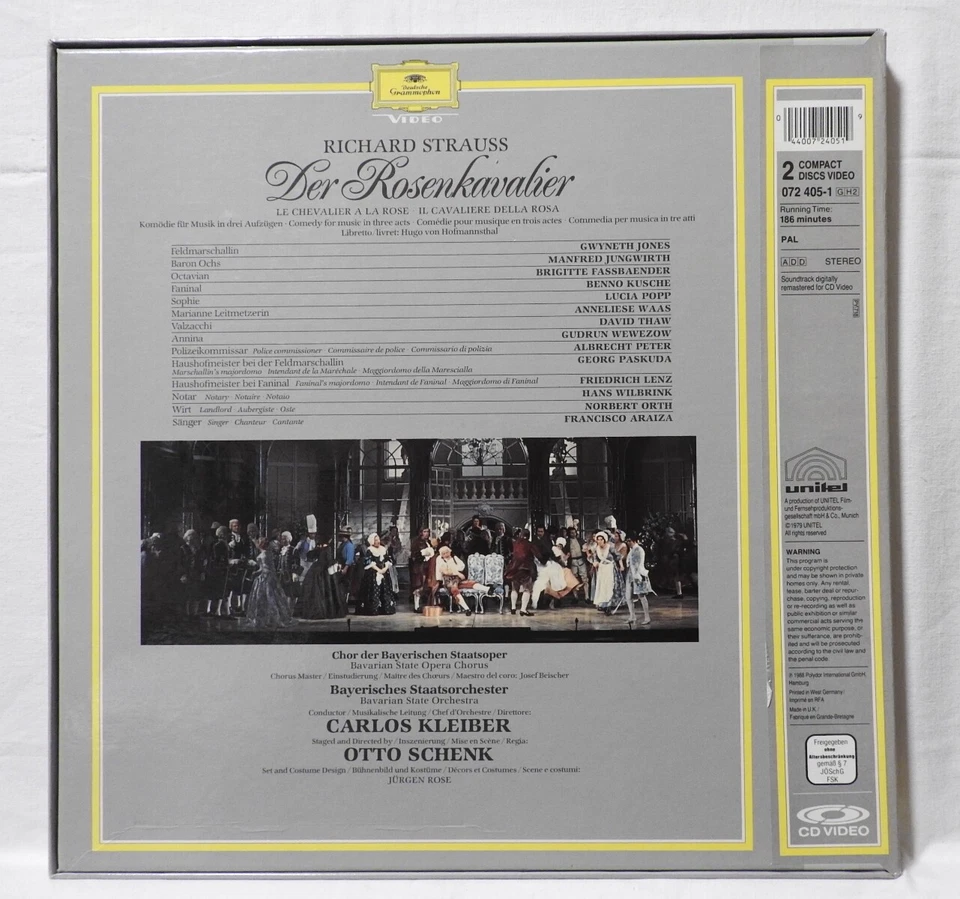 Deutsche
Grammophon
VIDEO
RICHARD STRAUSS
Der Rosenkavalier
LE CHEVALIER A LA ROSE · IL CAVALIERE DELLA ROSA
Komödie für Musik in drei Aufzügen · Comedy for music in three acts · Comédie pour musique en trois actes · Commedia per musica in tre atti
Libretto/livret: Hugo von Hofmannsthal
Feldmarschallin GWYNETH JONES
Baron Ochs MANFRED JUNGWIRTH
Octavian BRIGITTE FASSBAENDER
Faninal BENNO KUSCHE
Sophie LUCIA POPP
Marianne Leitmetzerin ANNELIESE WAAS
Valzacchi DAVID THAW
Annina GUDRUN WEWEZOW
Polizeikommissar Police commissioner · Commissaire de police · Commissario di polizia ALBRECHT PETER
Haushofmeister bei der Feldmarschallin GEORG PASKUDA
Marschallin's majordomo · Intendant de la Maréchale · Maggiordomo della Marescialla
Haushofmeister bei Faninal Faninal's majordomo · Intendant de Faninal · Maggiordomo di Faninal FRIEDRICH LENZ
Notar Notary · Notaire · Notaio HANS WILBRINK
Wirt Landlord · Aubergiste · Oste NORBERT ORTH
Sänger Singer · Chanteur · Cantante FRANCISCO ARAIZA
Chor der Bayerischen Staatsoper
Bavarian State Opera Chorus
Chorus Master / Einstudierung / Maître des Chœurs / Maestro del coro: Josef Beischer
Bayerisches Staatsorchester
Bavarian State Orchestra
Conductor / Musikalische Leitung / Chef d'Orchestre / Direttore:
CARLOS KLEIBER
Staged and Directed by / Inszenierung / Mise en Scène / Regia:
OTTO SCHENK
Set and Costume Design / Bühnenbild und Kostüme / Décors et Costumes / Scene e costumi:
JÜRGEN ROSE
0 44007 24051 9
2 COMPACT
DISCS VIDEO
072 405-1 GH2
Running Time:
186 minutes
PAL
ADD STEREO
Soundtrack digitally
remastered for CD Video
unitel
A production of UNITEL Film-
und Fernsehproduktions-
gesellschaft mbH & Co., Munich
© 1979 UNITEL
All rights reserved
WARNING
This program is
under copyright protection
and may be shown in private
homes only. Any rental,
lease, barter deal or repur-
chase, copying, reproduction
or re-recording as well as
public exhibition or similar
commercial acts serving the
same economic purpose, or
their sufferance, are prohib-
ited and will be prosecuted
according to the civil law and
the penal code.
℗ 1988 Polydor International GmbH,
Hamburg
Printed in West Germany/
Imprimé en RFA
Made in U.K./
Fabriqué en Grande-Bretagne
Freigegeben
ohne
Altersbeschränkung
gemäß § 7
JÖSchG
FSK
CD VIDEO